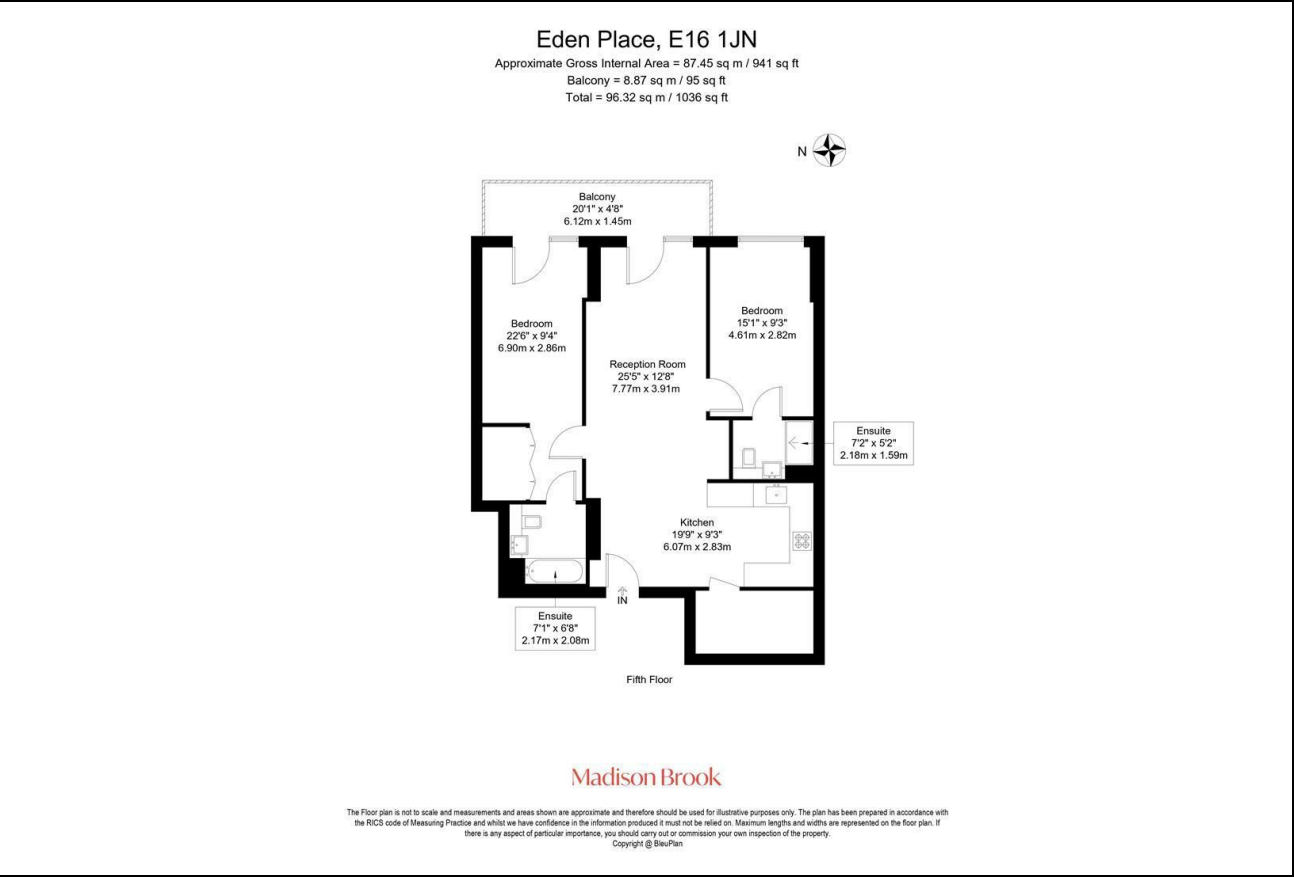 Eden Place, E16 1JN
Approximate Gross Internal Area = 87.45 sq m / 941 sq ft
Balcony = 8.87 sq m / 95 sq ft
Total = 96.32 sq m / 1036 sq ft
N
Balcony
20'1" x 4'8"
6.12m x 1.45m
Bedroom
22'6" x 9'4"
6.90m x 2.86m
Reception Room
25'5" x 12'8"
7.77m x 3.91m
Bedroom
15'1" x 9'3"
4.61m x 2.82m
Ensuite
7'2" x 5'2"
2.18m x 1.59m
Kitchen
19'9" x 9'3"
6.07m x 2.83m
IN
Ensuite
7'1" x 6'8"
2.17m x 2.08m
Fifth Floor
Madison Brook
The Floor plan is not to scale and measurements and areas shown are approximate and therefore should be used for illustrative purposes only. The plan has been prepared in accordance with
the RICS code of Measuring Practice and whilst we have confidence in the information produced it must not be relied on. Maximum lengths and widths are represented on the floor plan. If
there is any aspect of particular importance, you should carry out or commission your own inspection of the property.
Copyright @ BleuPlan